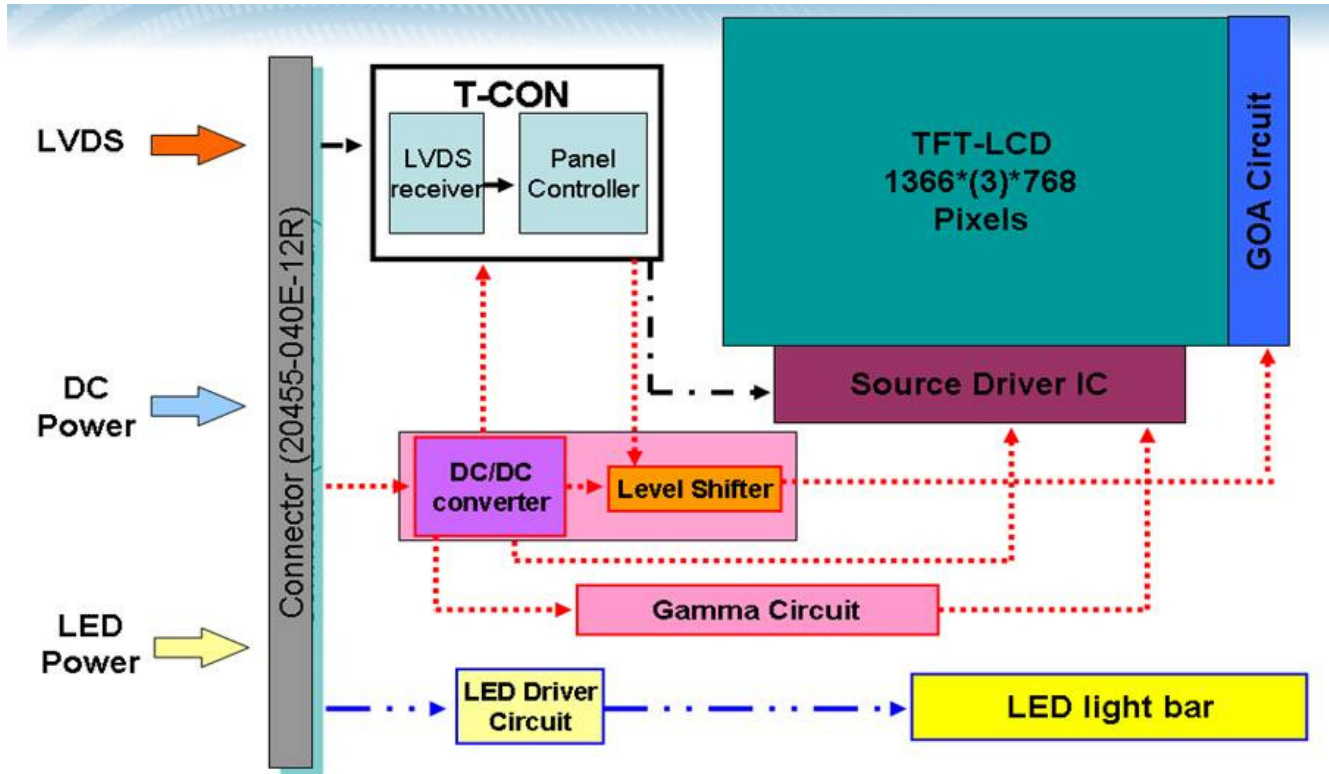 LVDS
DC
Power
LED
Power
Connector (20455-040E-12R)
T-CON
LVDS
receiver
Panel
Controller
TFT-LCD
1366*(3)*768
Pixels
GOA Circuit
Source Driver IC
DC/DC
converter
Level Shifter
Gamma Circuit
LED Driver
Circuit
LED light bar